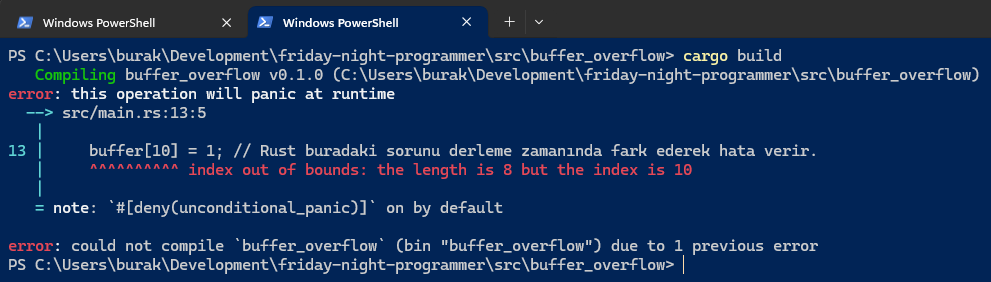 Windows PowerShell
Windows PowerShell
PS C:\Users\burak\Development\friday-night-programmer\src\buffer_overflow> cargo build
   Compiling buffer_overflow v0.1.0 (C:\Users\burak\Development\friday-night-programmer\src\buffer_overflow)
error: this operation will panic at runtime
  --> src/main.rs:13:5
   |
13 |     buffer[10] = 1; // Rust buradaki sorunu derleme zamanında fark ederek hata verir.
   |     ^^^^^^^^^^ index out of bounds: the length is 8 but the index is 10
   |
   = note: `#[deny(unconditional_panic)]` on by default
error: could not compile `buffer_overflow` (bin "buffer_overflow") due to 1 previous error
PS C:\Users\burak\Development\friday-night-programmer\src\buffer_overflow>